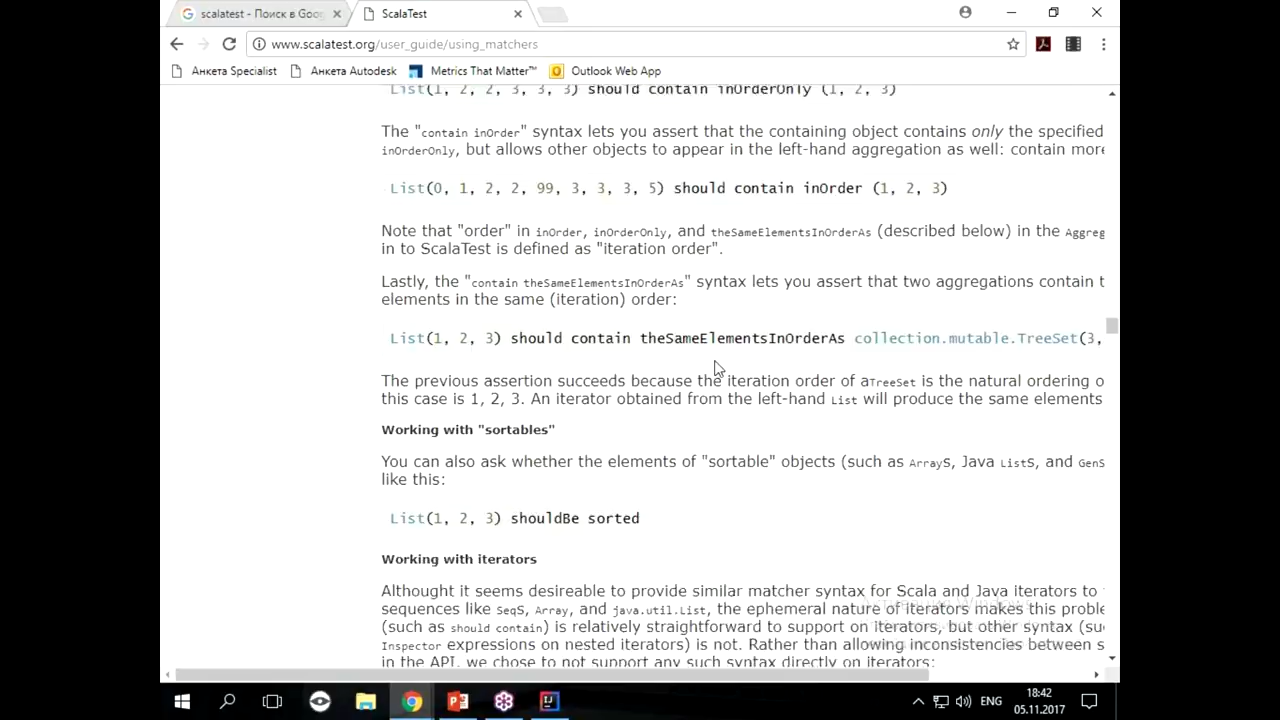 scalatest - Поиск в Goo
ScalaTest
www.scalatest.org/user_guide/using_matchers
Анкета Specialist
Анкета Autodesk
Metrics That Matter™
Outlook Web App
List(1, 2, 2, 3, 3, 3) should contain inOrderOnly (1, 2, 3)
The "contain inOrder" syntax lets you assert that the containing object contains only the specified
inOrderOnly, but allows other objects to appear in the left-hand aggregation as well: contain more
List(0, 1, 2, 2, 99, 3, 3, 3, 5) should contain inOrder (1, 2, 3)
Note that "order" in inOrder, inOrderOnly, and theSameElementsInOrderAs (described below) in the Aggreg
in to ScalaTest is defined as "iteration order".
Lastly, the "contain theSameElementsInOrderAs" syntax lets you assert that two aggregations contain t
elements in the same (iteration) order:
List(1, 2, 3) should contain theSameElementsInOrderAs collection.mutable.TreeSet(3,
The previous assertion succeeds because the iteration order of aTreeSet is the natural ordering o
this case is 1, 2, 3. An iterator obtained from the left-hand List will produce the same elements
Working with "sortables"
You can also ask whether the elements of "sortable" objects (such as Arrays, Java Lists, and GenS
like this:
List(1, 2, 3) shouldBe sorted
Working with iterators
Althought it seems desireable to provide similar matcher syntax for Scala and Java iterators to
sequences like Seqs, Array, and java.util.List, the ephemeral nature of iterators makes this proble
(such as should contain) is relatively straightforward to support on iterators, but other syntax (su
Inspector expressions on nested iterators) is not. Rather than allowing inconsistencies between s
in the API, we chose to not support any such syntax directly on iterators:
ENG
18:42
05.11.2017